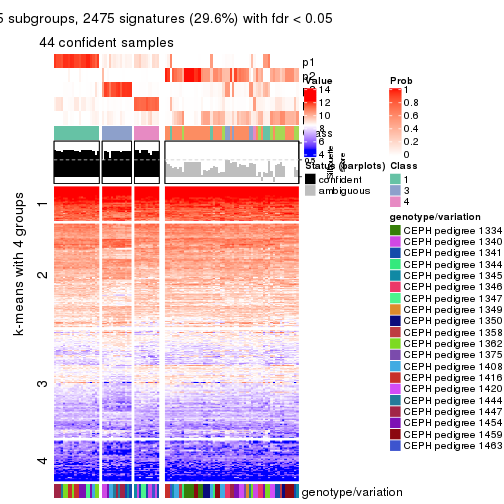 5 subgroups, 2475 signatures (29.6%) with fdr < 0.05
44 confident samples
p1
p2
Value
14
12
10
8
6
4
Class
Silhouette
score
Status (barplots)
confident
ambiguous
Prob
1
0.8
0.6
0.4
0.2
0
Class
1
3
4
genotype/variation
CEPH pedigree 1334
CEPH pedigree 1340
CEPH pedigree 1341
CEPH pedigree 1344
CEPH pedigree 1345
CEPH pedigree 1346
CEPH pedigree 1347
CEPH pedigree 1349
CEPH pedigree 1350
CEPH pedigree 1358
CEPH pedigree 1362
CEPH pedigree 1375
CEPH pedigree 1408
CEPH pedigree 1416
CEPH pedigree 1420
CEPH pedigree 1444
CEPH pedigree 1447
CEPH pedigree 1454
CEPH pedigree 1459
CEPH pedigree 1463
k-means with 4 groups
1
2
3
4
genotype/variation